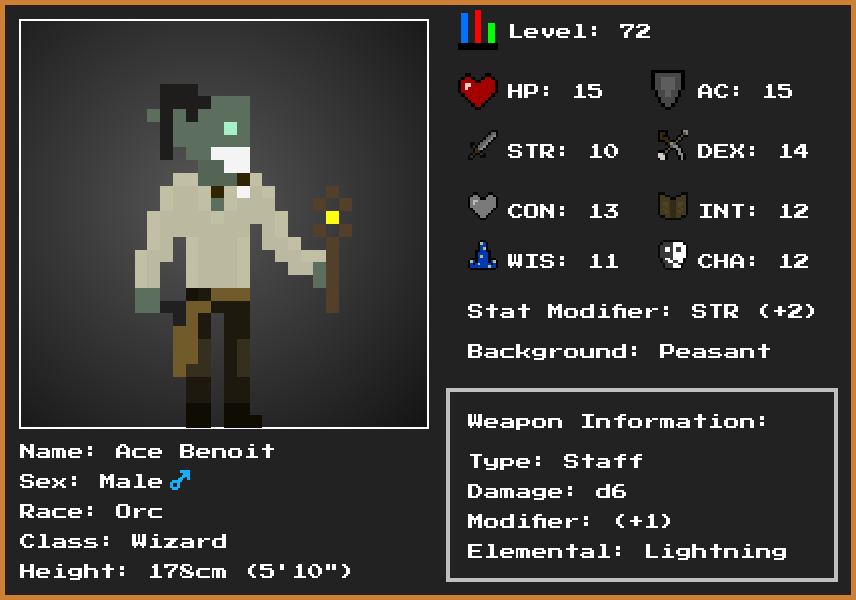 Level: 72
HP: 15 AC: 15
STR: 10 DEX: 14
CON: 13 INT: 12
WIS: 11 CHA: 12
Stat Modifier: STR (+2)
Background: Peasant
Weapon Information:
Type: Staff
Damage: d6
Modifier: (+1)
Elemental: Lightning
Name: Ace Benoit
Sex: Male ♂
Race: Orc
Class: Wizard
Height: 178cm (5'10")